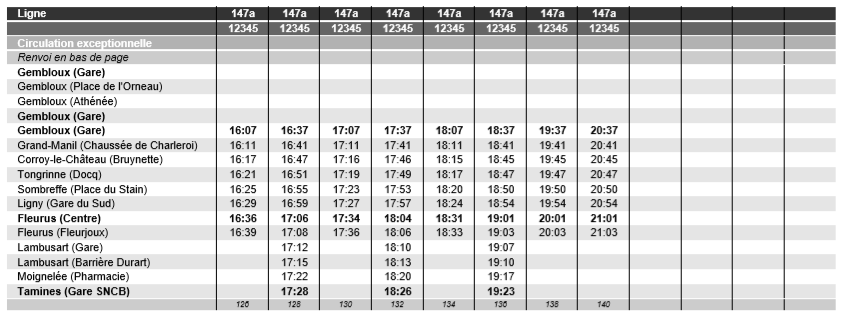 Ligne 147a 147a 147a 147a 147a 147a 147a 147a
12345 12345 12345 12345 12345 12345 12345 12345
Circulation exceptionnelle
Renvoi en bas de page
Gembloux (Gare)
Gembloux (Place de l'Orneau)
Gembloux (Athénée)
Gembloux (Gare)
Gembloux (Gare) 16:07 16:37 17:07 17:37 18:07 18:37 19:37 20:37
Grand-Manil (Chaussée de Charleroi) 16:11 16:41 17:11 17:41 18:11 18:41 19:41 20:41
Corroy-le-Château (Bruynette) 16:17 16:47 17:16 17:46 18:15 18:45 19:45 20:45
Tongrinne (Docq) 16:21 16:51 17:19 17:49 18:17 18:47 19:47 20:47
Sombreffe (Place du Stain) 16:25 16:55 17:23 17:53 18:20 18:50 19:50 20:50
Ligny (Gare du Sud) 16:29 16:59 17:27 17:57 18:24 18:54 19:54 20:54
Fleurus (Centre) 16:36 17:06 17:34 18:04 18:31 19:01 20:01 21:01
Fleurus (Fleurjoux) 16:39 17:08 17:36 18:06 18:33 19:03 20:03 21:03
Lambusart (Gare) 17:12 18:10 19:07
Lambusart (Barrière Durart) 17:15 18:13 19:10
Moignelée (Pharmacie) 17:22 18:20 19:17
Tamines (Gare SNCB) 17:28 18:26 19:23
126 128 130 132 134 136 138 140